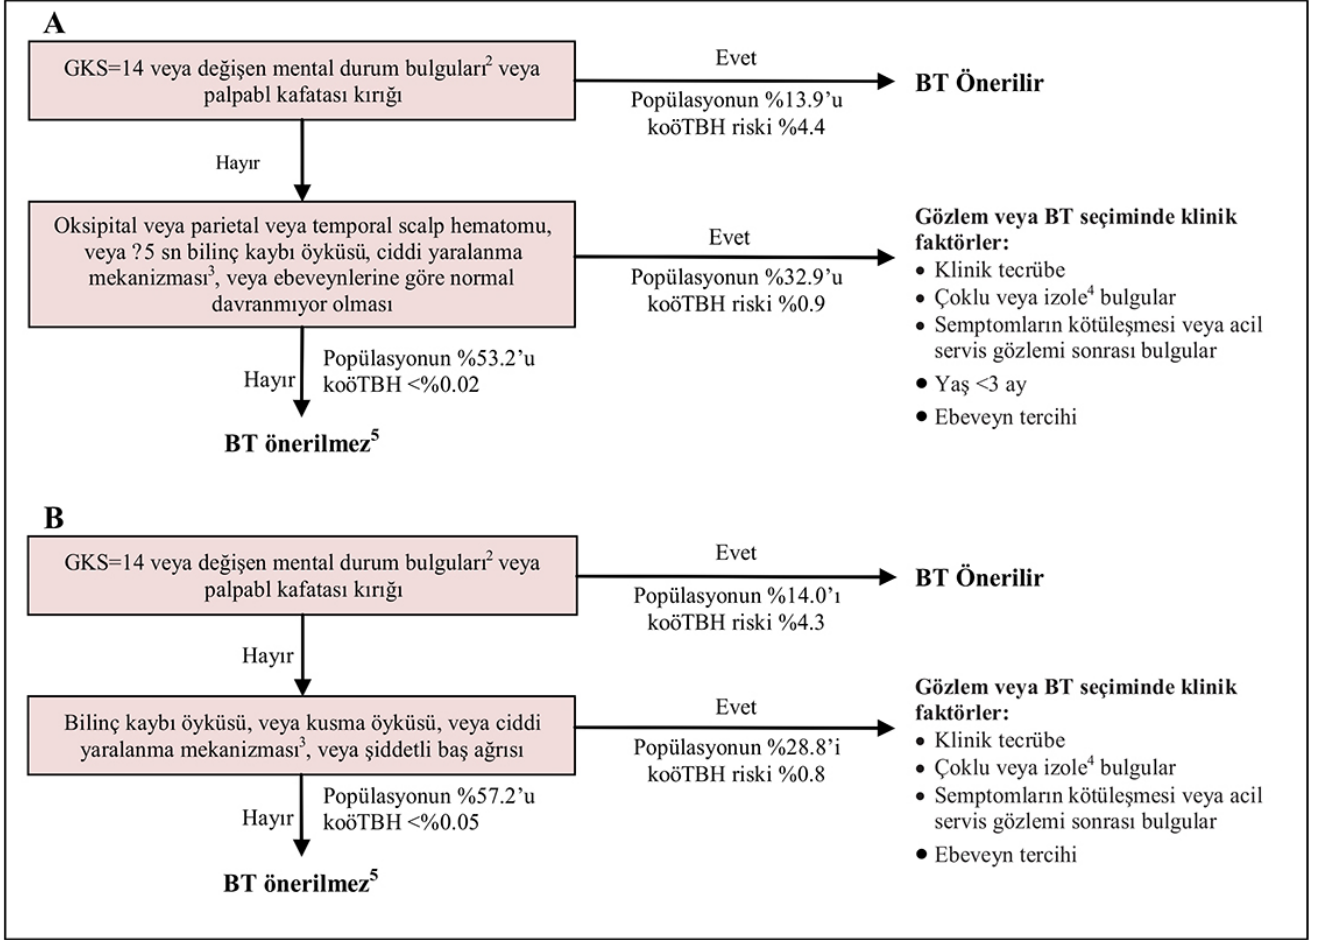 A
GKS=14 veya değişen mental durum bulguları² veya
palpabl kafatası kırığı
Evet
Popülasyonun %13.9’u
koöTBH riski %4.4
BT Önerilir
Hayır
Oksipital veya parietal veya temporal scalp hematomu,
veya ?5 sn bilinç kaybı öyküsü, ciddi yaralanma
mekanizması³, veya ebeveynlerine göre normal
davranmıyor olması
Evet
Popülasyonun %32.9’u
koöTBH riski %0.9
Gözlem veya BT seçiminde klinik
faktörler:
• Klinik tecrübe
• Çoklu veya izole⁴ bulgular
• Semptomların kötüleşmesi veya acil
servis gözlemi sonrası bulgular
• Yaş <3 ay
• Ebeveyn tercihi
Hayır
Popülasyonun %53.2’u
koöTBH <%0.02
BT önerilmez⁵
B
GKS=14 veya değişen mental durum bulguları² veya
palpabl kafatası kırığı
Evet
Popülasyonun %14.0’ı
koöTBH riski %4.3
BT Önerilir
Hayır
Bilinç kaybı öyküsü, veya kusma öyküsü, veya ciddi
yaralanma mekanizması³, veya şiddetli baş ağrısı
Evet
Popülasyonun %28.8’i
koöTBH riski %0.8
Gözlem veya BT seçiminde klinik
faktörler:
• Klinik tecrübe
• Çoklu veya izole⁴ bulgular
• Semptomların kötüleşmesi veya acil
servis gözlemi sonrası bulgular
• Ebeveyn tercihi
Hayır
Popülasyonun %57.2’u
koöTBH <%0.05
BT önerilmez⁵